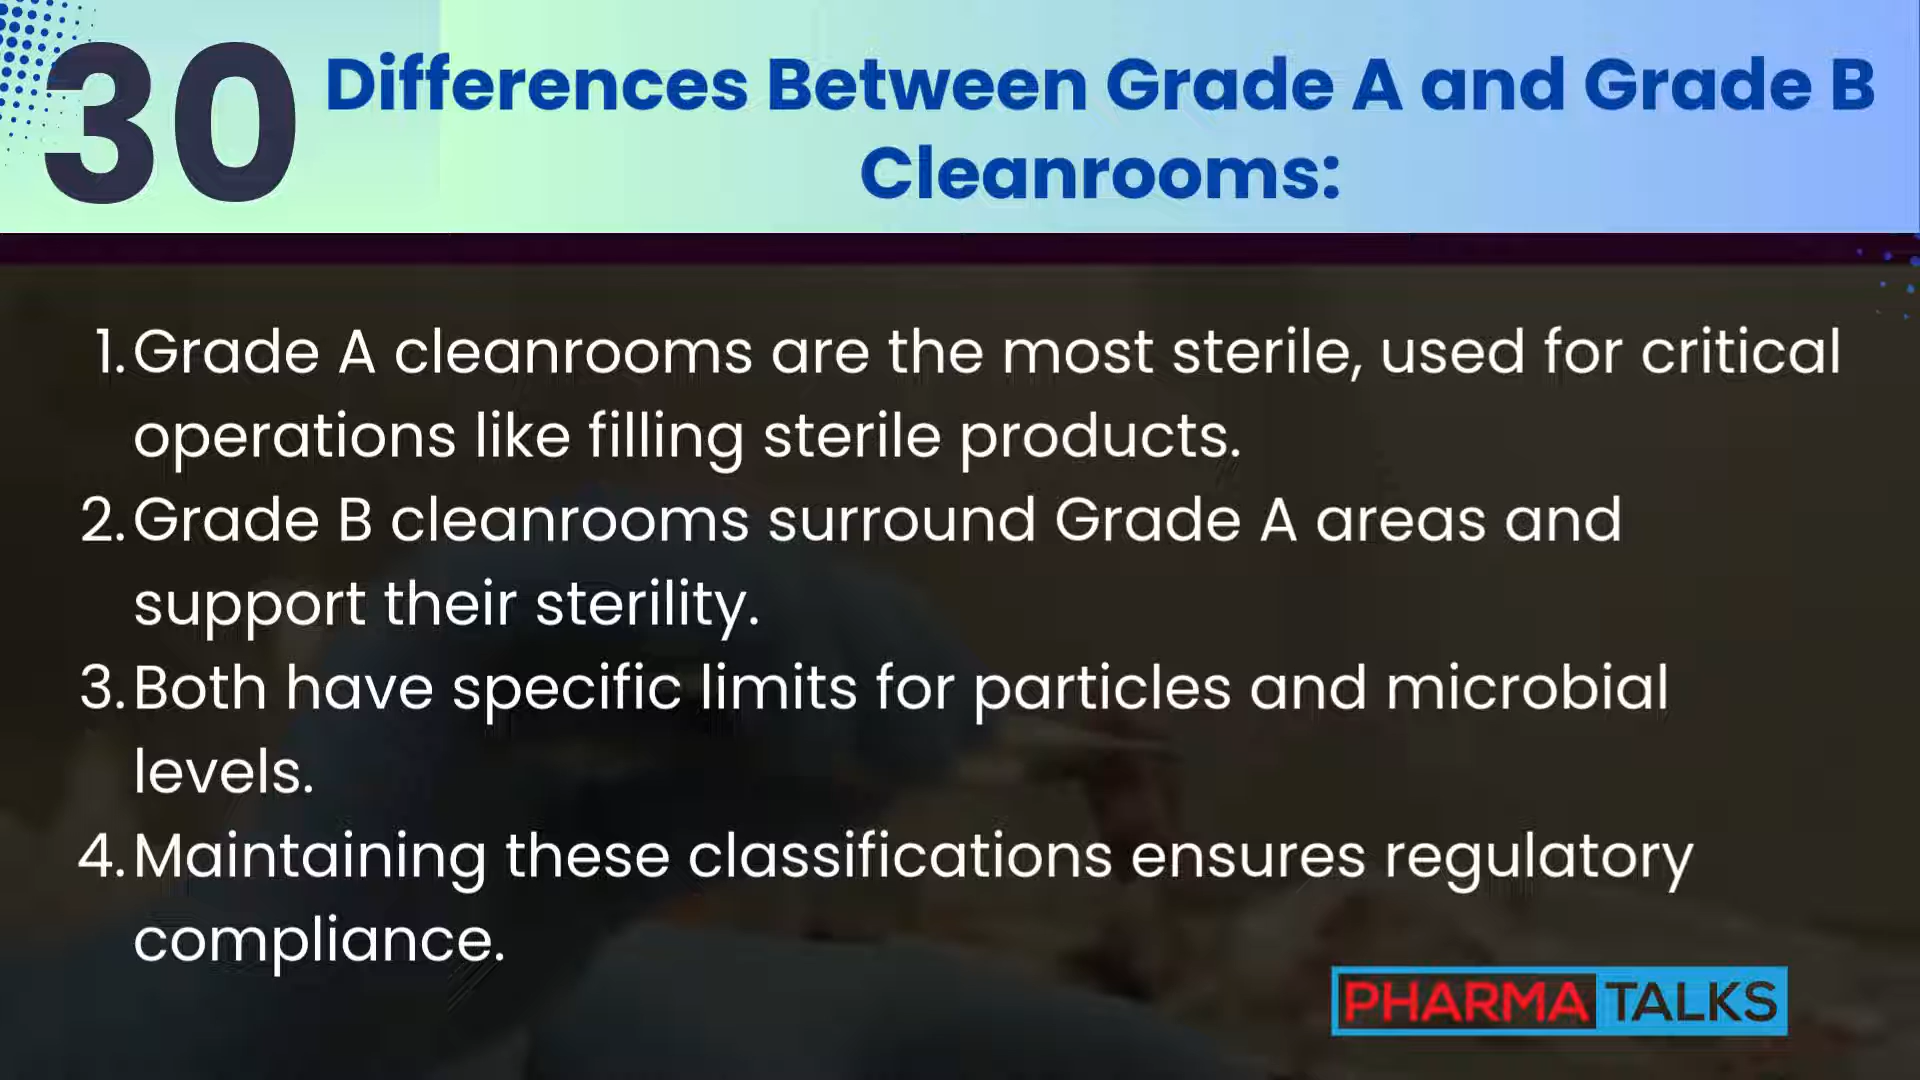 30
Differences Between Grade A and Grade B
Cleanrooms:
1. Grade A cleanrooms are the most sterile, used for critical
operations like filling sterile products.
2. Grade B cleanrooms surround Grade A areas and
support their sterility.
3. Both have specific limits for particles and microbial
levels.
4. Maintaining these classifications ensures regulatory
compliance.
PHARMA TALKS